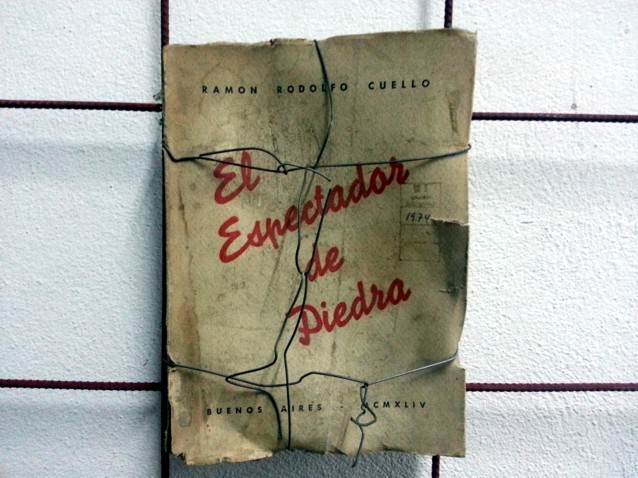 RAMON RODOLFO CUELLO
El
Espectador
de
Piedra
1974
BUENOS AIRES - MCMXLIV